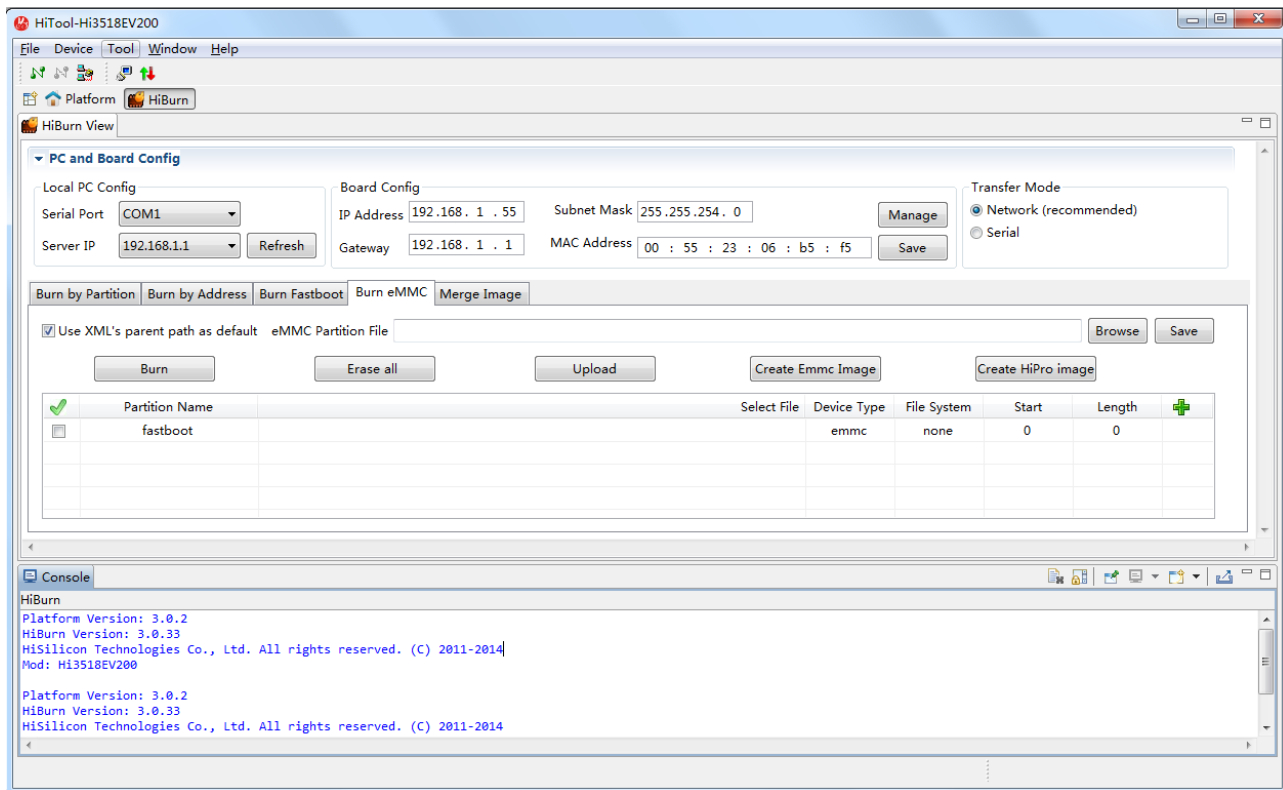 HiTool-Hi3518EV200
File Device Tool Window Help
Platform HiBurn
HiBurn View
PC and Board Config
Local PC Config Board Config Transfer Mode
Serial Port COM1 IP Address 192.168. 1 . 55 Subnet Mask 255.255.254. 0 Manage Network (recommended)
Serial
Server IP 192.168.1.1 Refresh Gateway 192.168. 1 . 1 MAC Address 00 : 55 : 23 : 06 : b5 : f5 Save
Burn by Partition Burn by Address Burn Fastboot Burn eMMC Merge Image
Use XML's parent path as default eMMC Partition File Browse Save
Burn Erase all Upload Create Emmc Image Create HiPro image
Partition Name Select File Device Type File System Start Length
fastboot emmc none 0 0
Console
HiBurn
Platform Version: 3.0.2
HiBurn Version: 3.0.33
HiSilicon Technologies Co., Ltd. All rights reserved. (C) 2011-2014
Mod: Hi3518EV200
Platform Version: 3.0.2
HiBurn Version: 3.0.33
HiSilicon Technologies Co., Ltd. All rights reserved. (C) 2011-2014